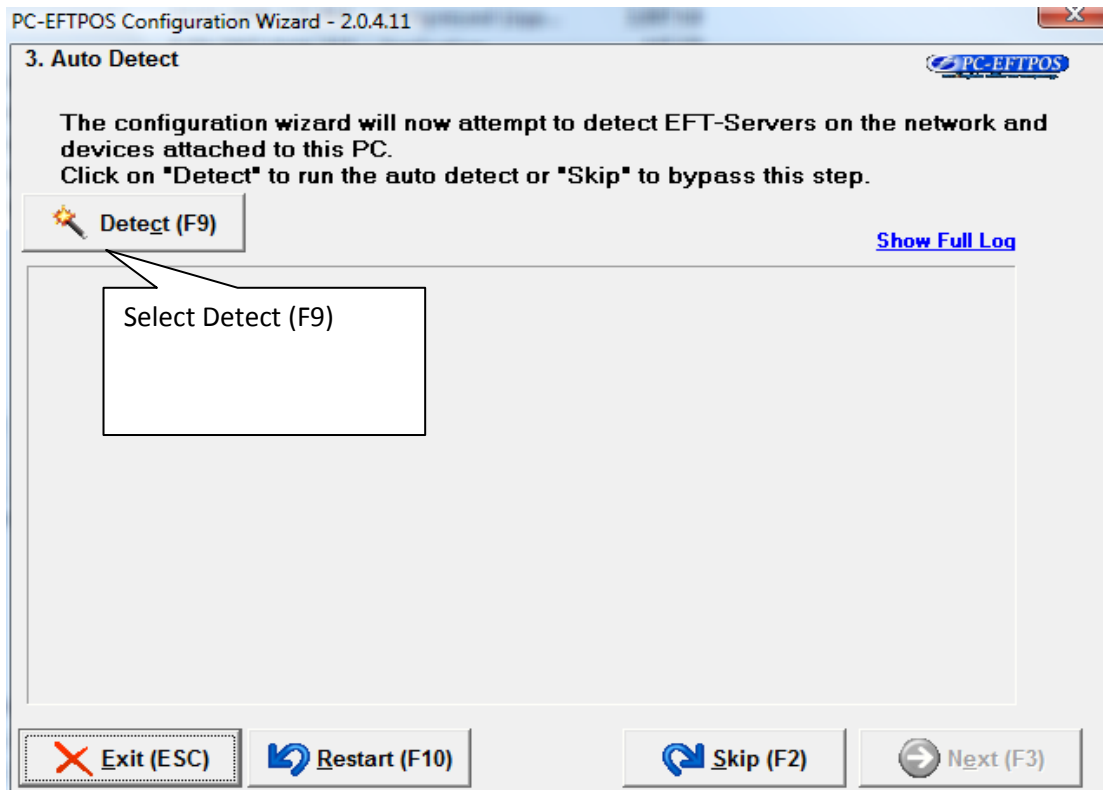 PC-EFTPOS Configuration Wizard - 2.0.4.11
3. Auto Detect
PC-EFTPOS
The configuration wizard will now attempt to detect EFT-Servers on the network and
devices attached to this PC.
Click on "Detect" to run the auto detect or "Skip" to bypass this step.
Detect (F9)
Show Full Log
Select Detect (F9)
Exit (ESC)
Restart (F10)
Skip (F2)
Next (F3)